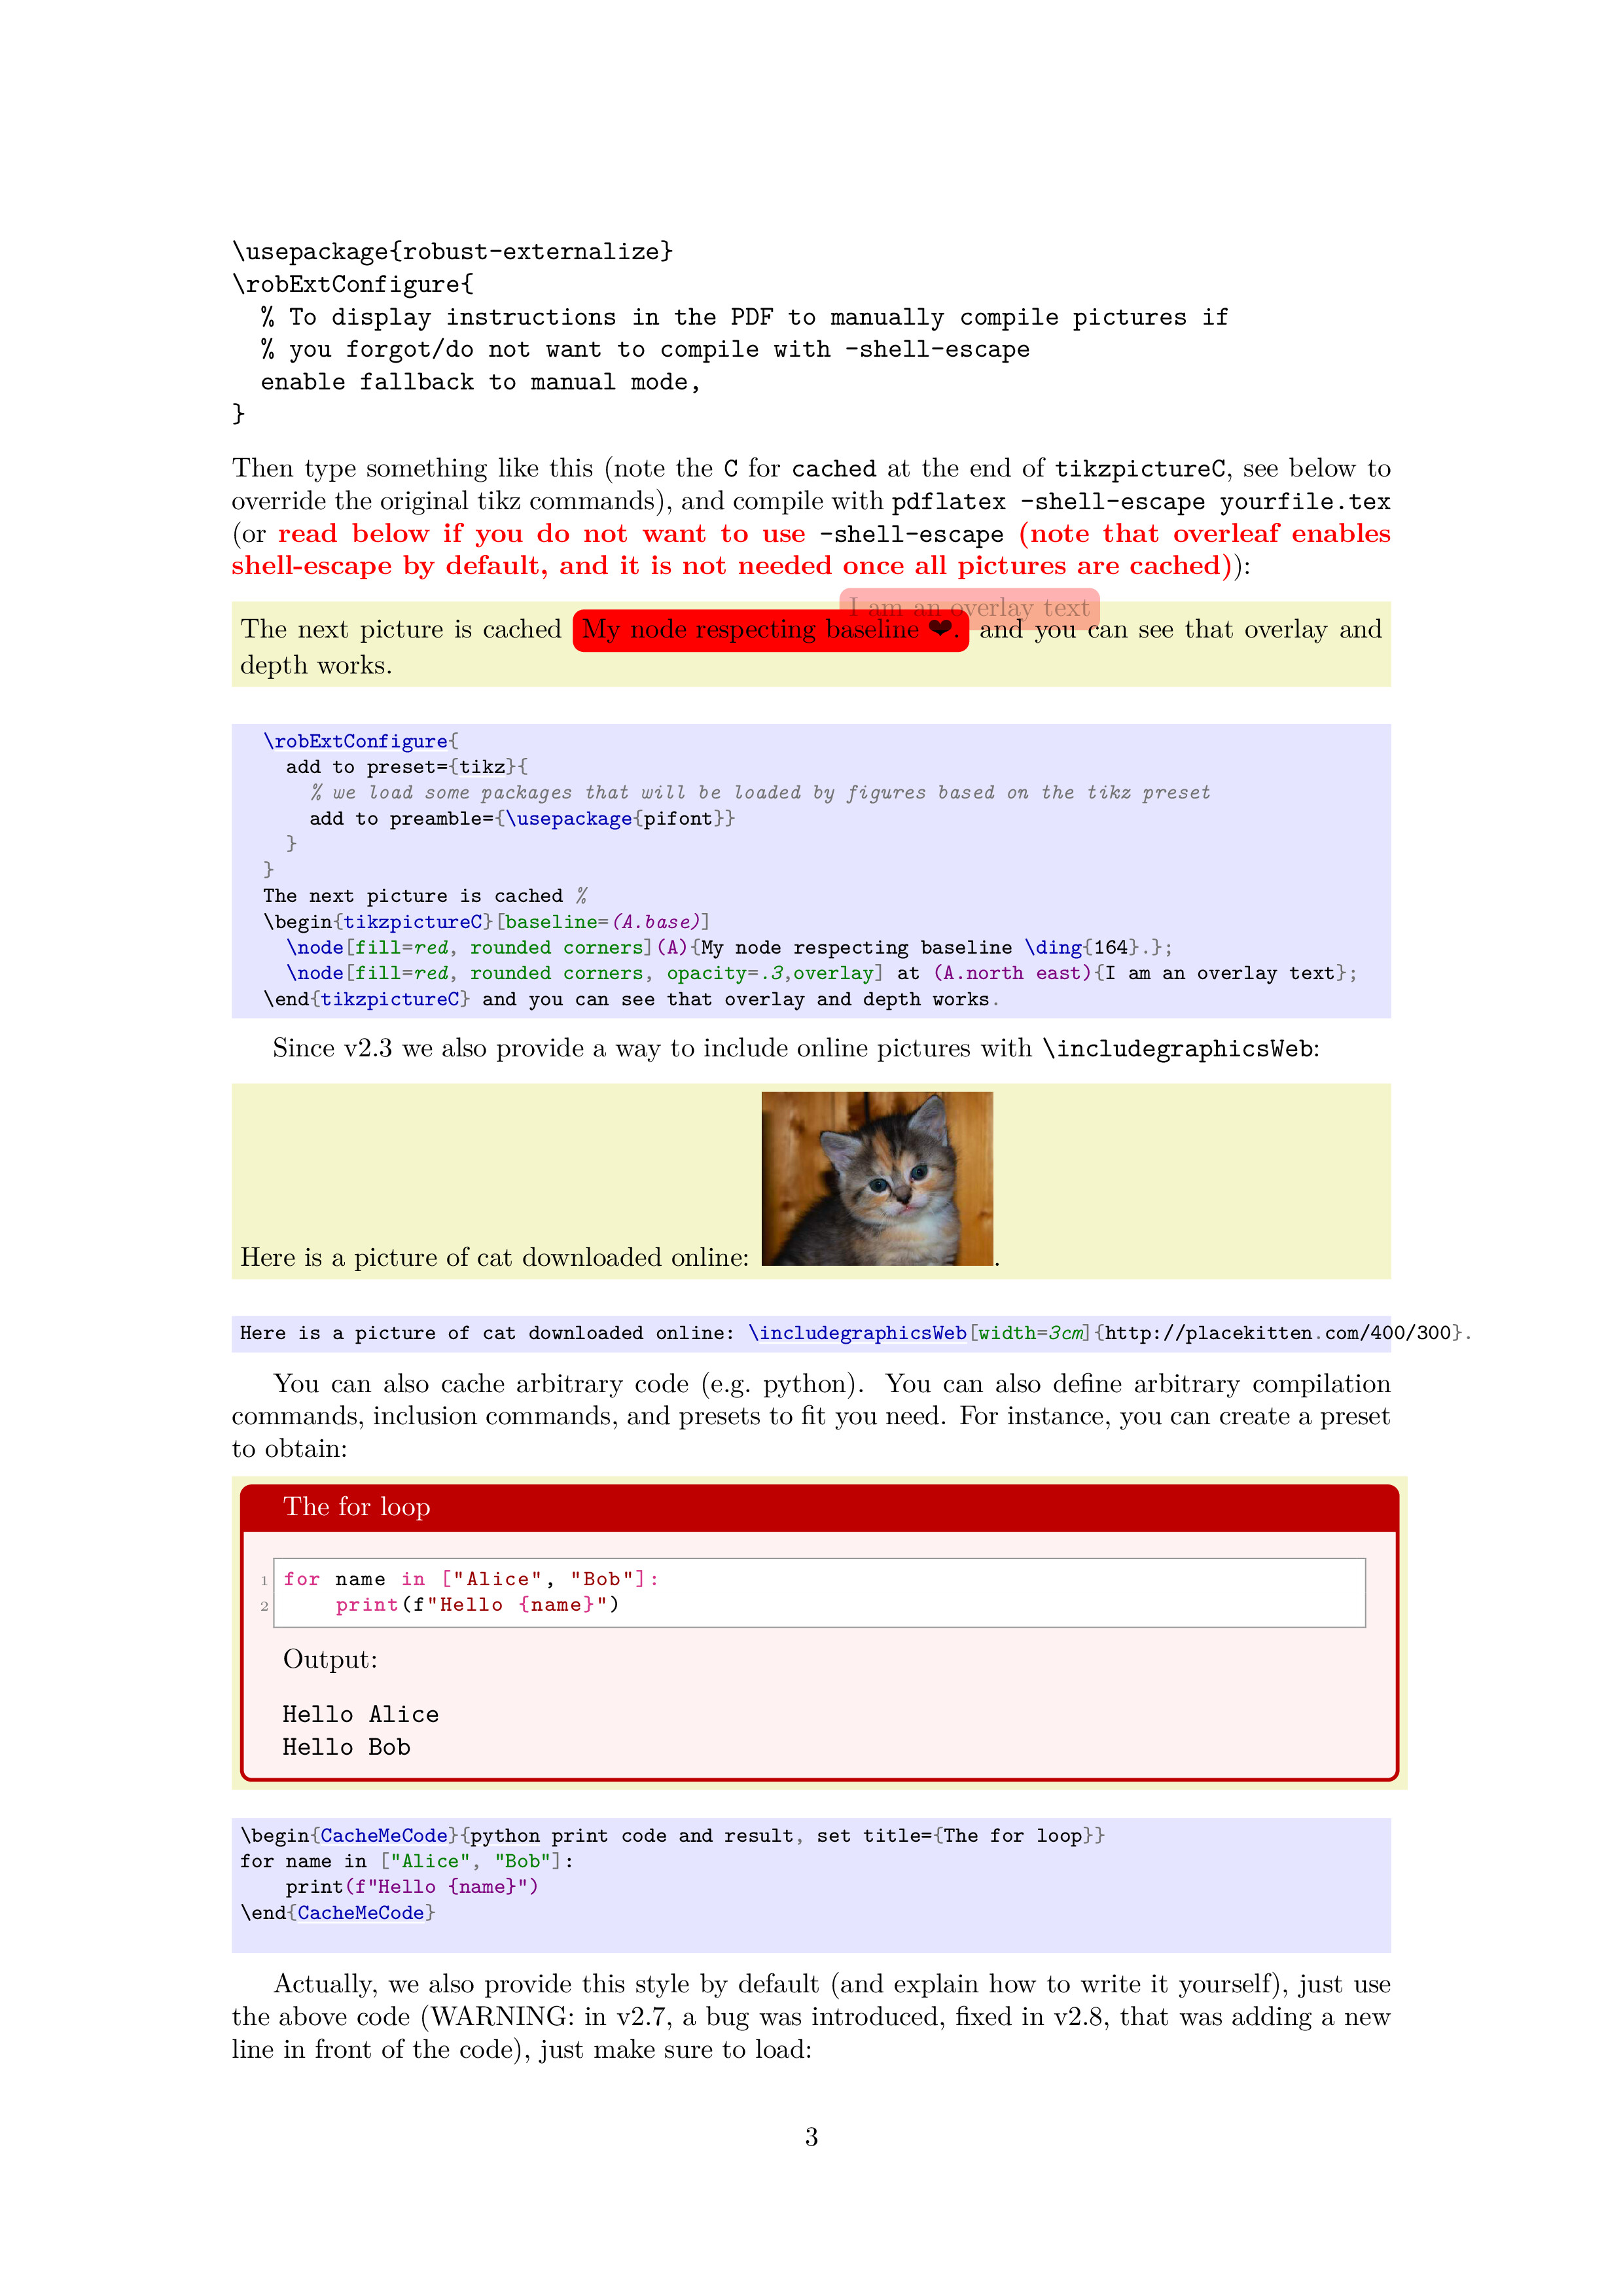 \usepackage{robust-externalize}
\robExtConfigure{
  % To display instructions in the PDF to manually compile pictures if
  % you forgot/do not want to compile with -shell-escape
  enable fallback to manual mode,
}
Then type something like this (note the C for cached at the end of tikzpictureC, see below to
override the original tikz commands), and compile with pdflatex -shell-escape yourfile.tex
(or read below if you do not want to use -shell-escape (note that overleaf enables
shell-escape by default, and it is not needed once all pictures are cached)):
I am an overlay text
The next picture is cached My node respecting baseline ❤. and you can see that overlay and
depth works.
\robExtConfigure{
  add to preset={tikz}{
    % we load some packages that will be loaded by figures based on the tikz preset
    add to preamble={\usepackage{pifont}}
  }
}
The next picture is cached %
\begin{tikzpictureC}[baseline=(A.base)]
  \node[fill=red, rounded corners](A){My node respecting baseline \ding{164}.};
  \node[fill=red, rounded corners, opacity=.3,overlay] at (A.north east){I am an overlay text};
\end{tikzpictureC} and you can see that overlay and depth works.
Since v2.3 we also provide a way to include online pictures with \includegraphicsWeb:
Here is a picture of cat downloaded online: .
Here is a picture of cat downloaded online: \includegraphicsWeb[width=3cm]{http://placekitten.com/400/300}.
You can also cache arbitrary code (e.g. python). You can also define arbitrary compilation
commands, inclusion commands, and presets to fit you need. For instance, you can create a preset
to obtain:
The for loop
1 for name in ["Alice", "Bob"]:
2     print(f"Hello {name}")
Output:
Hello Alice
Hello Bob
\begin{CacheMeCode}{python print code and result, set title={The for loop}}
for name in ["Alice", "Bob"]:
    print(f"Hello {name}")
\end{CacheMeCode}
Actually, we also provide this style by default (and explain how to write it yourself), just use
the above code (WARNING: in v2.7, a bug was introduced, fixed in v2.8, that was adding a new
line in front of the code), just make sure to load:
3